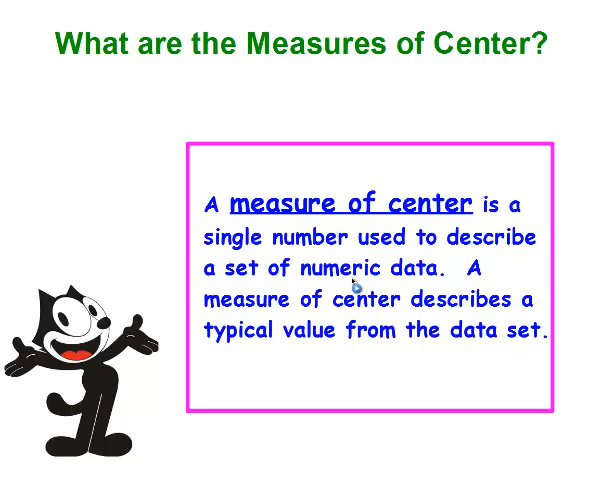 What are the Measures of Center?
A measure of center is a
single number used to describe
a set of numeric data. A
measure of center describes a
typical value from the data set.